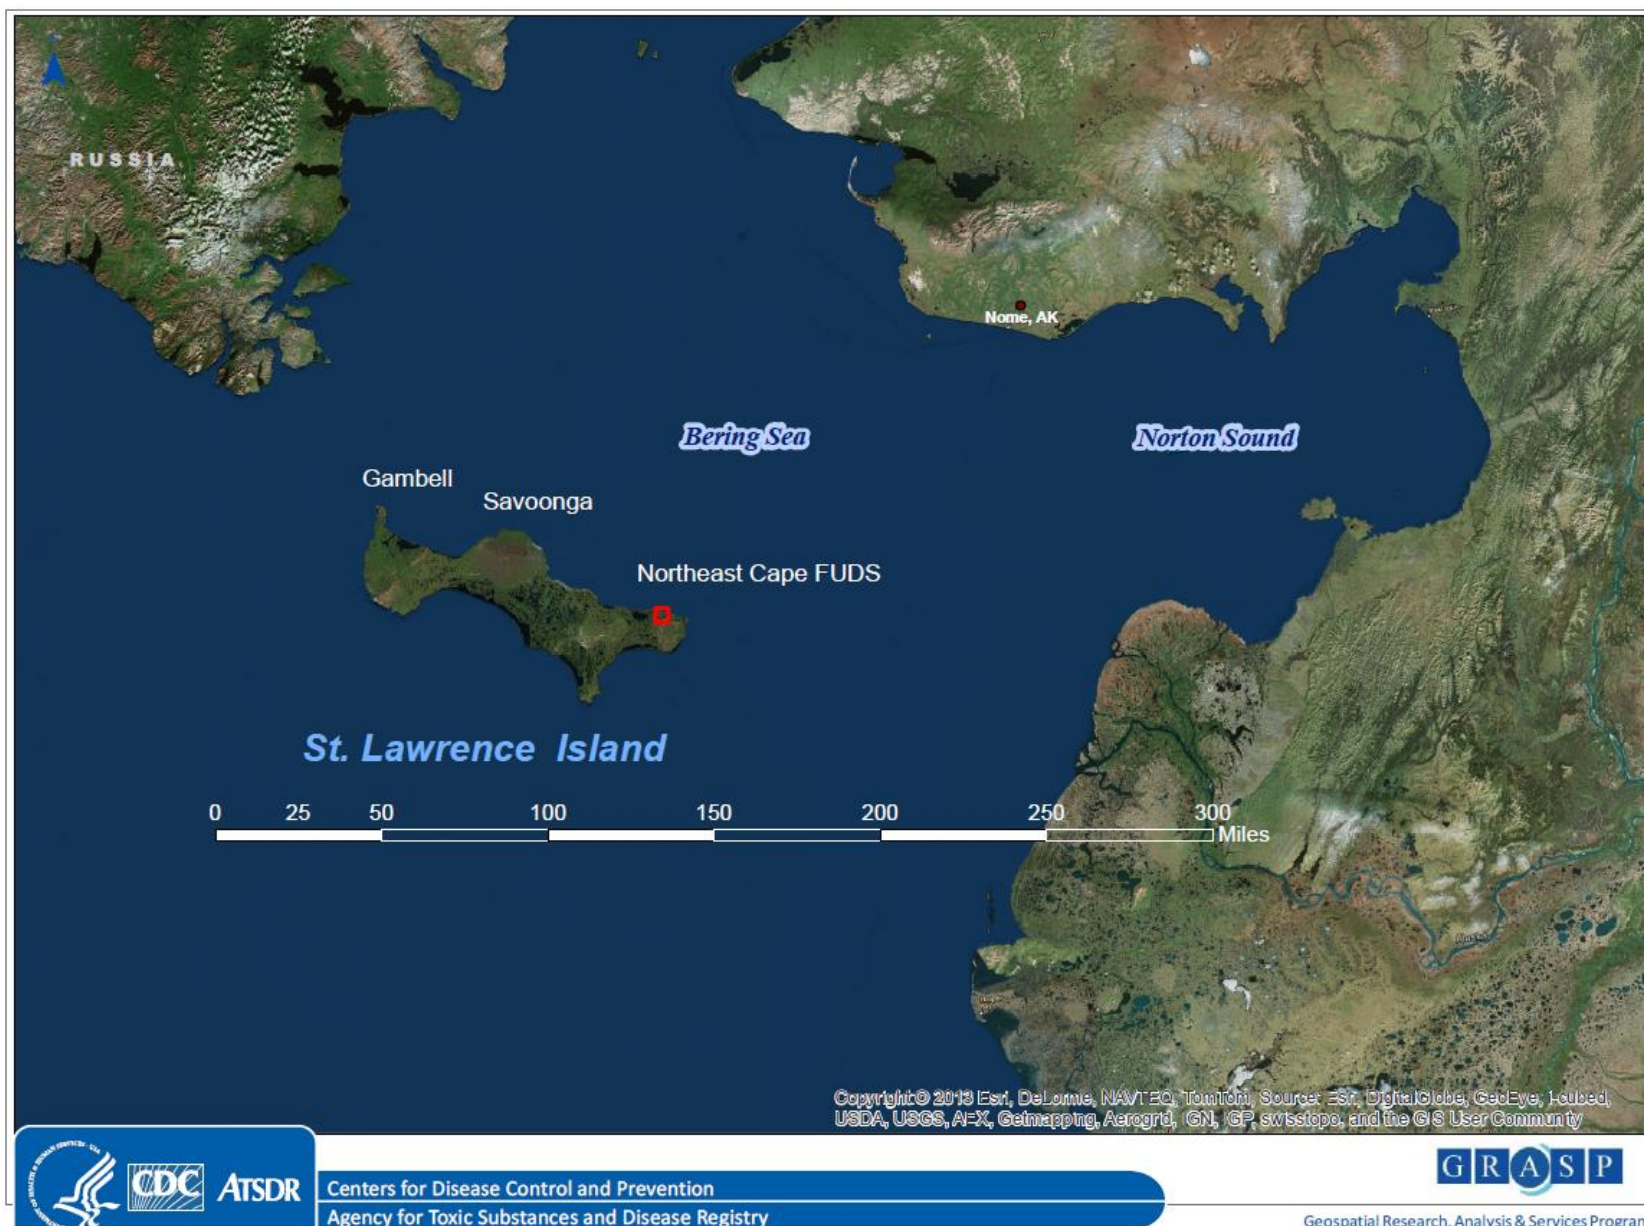 RUSSIA
Nome, AK
Bering Sea
Norton Sound
Gambell
Savoonga
Northeast Cape FUDS
St. Lawrence Island
0 25 50 100 150 200 250 300
Miles
Copyright:© 2013 Esri, DeLorme, NAVTEQ, TomTom, Source: Esri, DigitalGlobe, GeoEye, i-cubed,
USDA, USGS, AEX, Getmapping, Aerogrid, IGN, IGP, swisstopo, and the GIS User Community
GRASP
CDC ATSDR
Centers for Disease Control and Prevention
Agency for Toxic Substances and Disease Registry
Geospatial Research, Analysis & Services Program